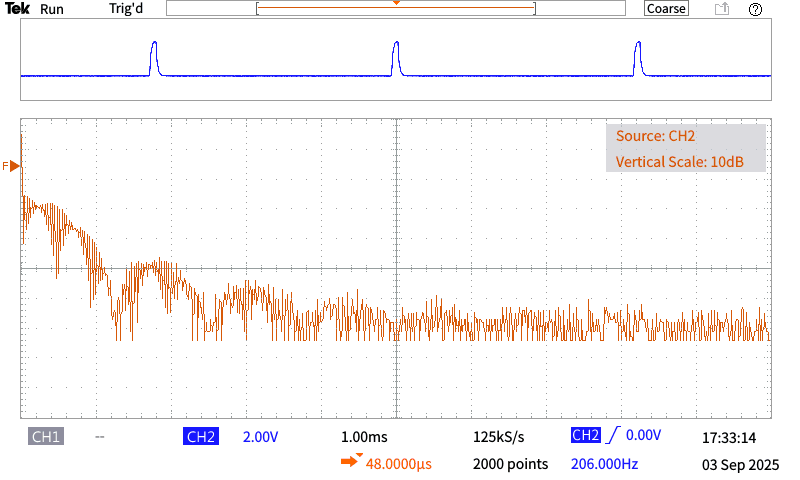 Tek Run Trig'd Coarse
F
Source: CH2
Vertical Scale: 10dB
CH1 -- CH2 2.00V 1.00ms 125kS/s CH2 0.00V 17:33:14
48.0000μs 2000 points 206.000Hz 03 Sep 2025